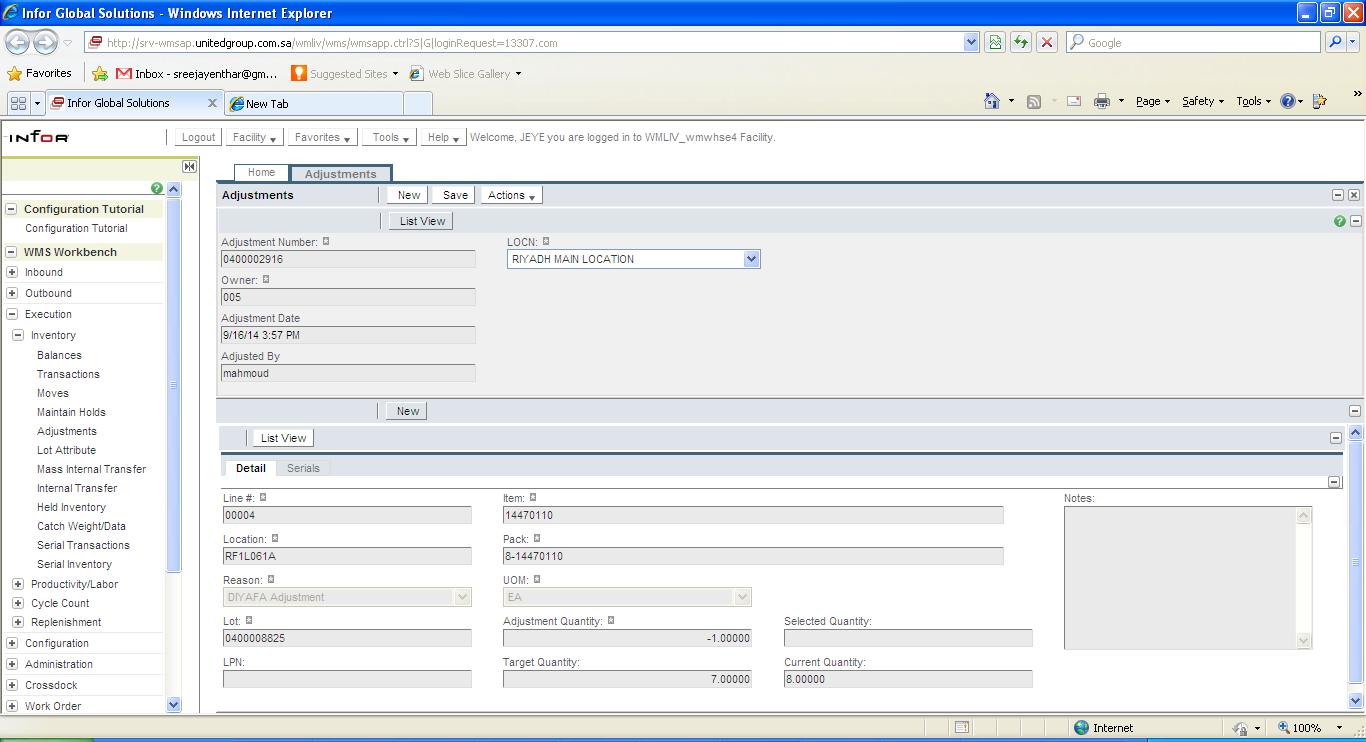 Infor Global Solutions - Windows Internet Explorer
http://srv-wmsap.unitedgroup.com.sa/wmliv/wms/wmsapp.ctrl?S|G|loginRequest=13307.com
Google
Favorites
Inbox - sreejayenthar@gm...
Suggested Sites
Web Slice Gallery
Infor Global Solutions
New Tab
Page
Safety
Tools
INFOR
Logout
Facility
Favorites
Tools
Help
Welcome, JEYE you are logged in to WMLIV_wmwhse4 Facility.
Configuration Tutorial
Configuration Tutorial
WMS Workbench
Inbound
Outbound
Execution
Inventory
Balances
Transactions
Moves
Maintain Holds
Adjustments
Lot Attribute
Mass Internal Transfer
Internal Transfer
Held Inventory
Catch Weight/Data
Serial Transactions
Serial Inventory
Productivity/Labor
Cycle Count
Replenishment
Configuration
Administration
Crossdock
Work Order
Home
Adjustments
Adjustments
New
Save
Actions
List View
Adjustment Number:
0400002916
LOCN:
RIYADH MAIN LOCATION
Owner:
005
Adjustment Date
9/16/14 3:57 PM
Adjusted By
mahmoud
New
List View
Detail
Serials
Line #:
00004
Item:
14470110
Notes:
Location:
RF1L061A
Pack:
8-14470110
Reason:
DIYAFA Adjustment
UOM:
EA
Lot:
0400008825
Adjustment Quantity:
-1.00000
Selected Quantity:
LPN:
Target Quantity:
7.00000
Current Quantity:
8.00000
Internet
100%